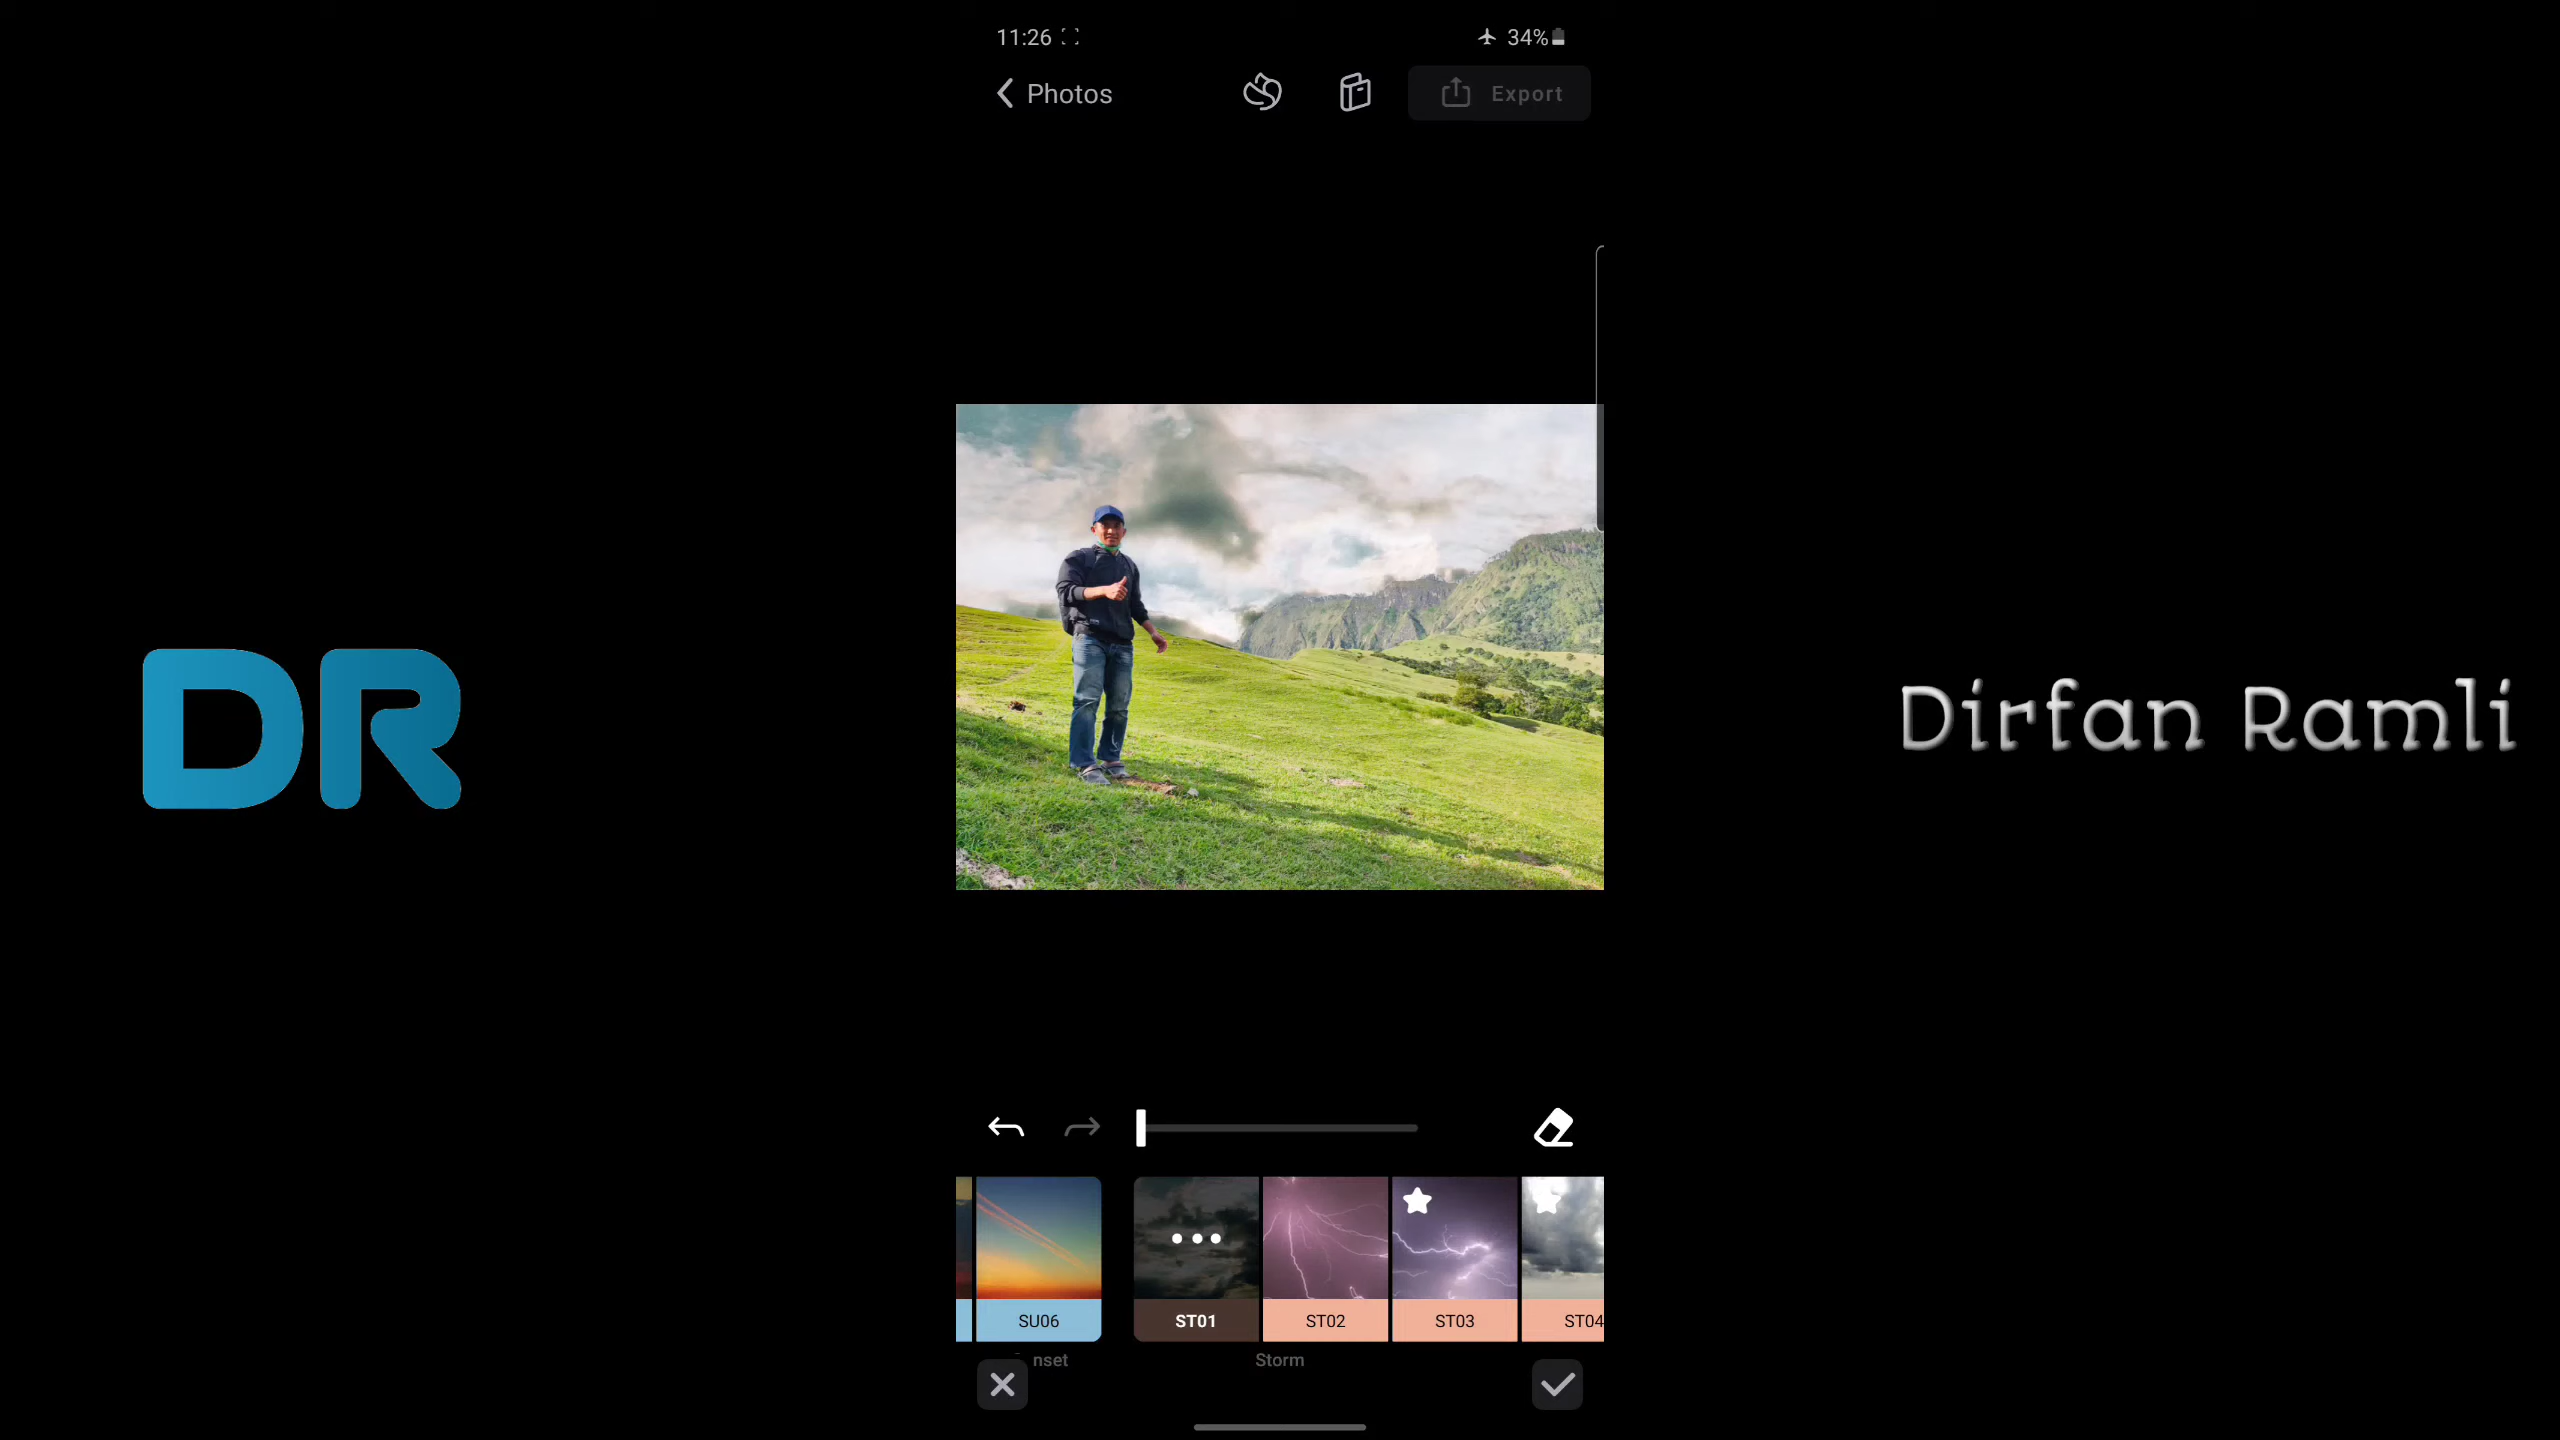 11:26
34%
Photos
Export
DR
Dirfan Ramli
SU06
ST01
ST02
ST03
ST04
nset
Storm